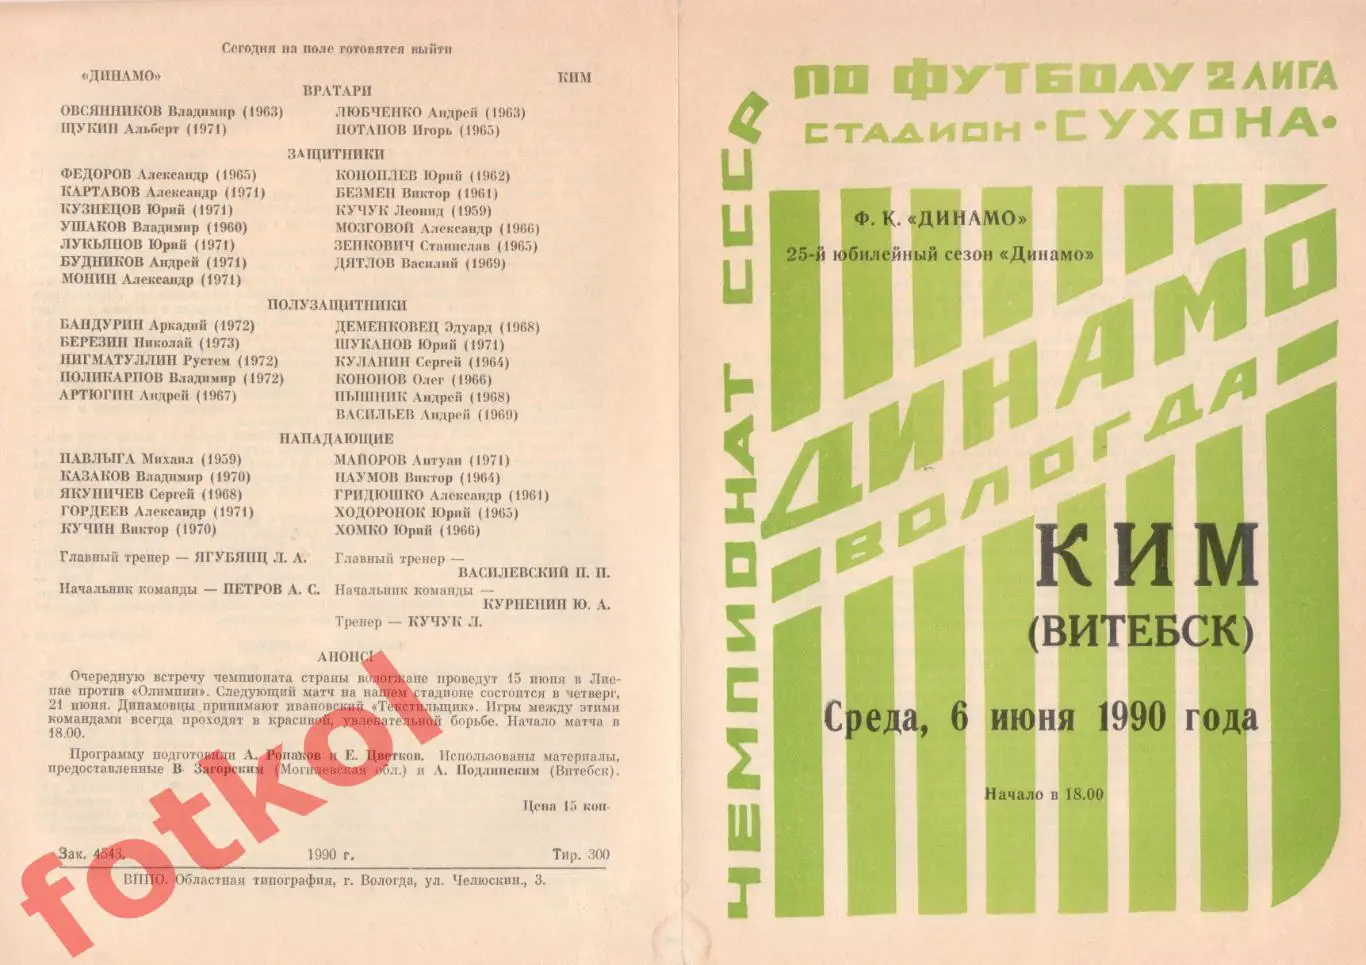 Сегодня на поле готовятся выйти
«ДИНАМО» КИМ
ВРАТАРИ
ОВСЯННИКОВ Владимир (1963) ЛЮБЧЕНКО Андрей (1963)
ЩУКИН Альберт (1971) ПОТАПОВ Игорь (1965)
ЗАЩИТНИКИ
ФЕДОРОВ Александр (1965) КОНОПЛЕВ Юрий (1962)
КАРТАВОВ Александр (1971) БЕЗМЕН Виктор (1961)
КУЗНЕЦОВ Юрий (1971) КУЧУК Леонид (1959)
УШАКОВ Владимир (1960) МОЗГОВОЙ Александр (1966)
ЛУКЬЯНОВ Юрий (1971) ЗЕНКОВИЧ Станислав (1965)
БУДНИКОВ Андрей (1971) ДЯТЛОВ Василий (1969)
МОНИН Александр (1971)
ПОЛУЗАЩИТНИКИ
БАНДУРИН Аркадий (1972) ДЕМЕНКОВЕЦ Эдуард (1968)
БЕРЕЗИН Николай (1973) ШУКАНОВ Юрий (1971)
НИГМАТУЛЛИН Рустем (1972) КУЛАНИН Сергей (1964)
ПОЛИКАРПОВ Владимир (1972) КОНОНОВ Олег (1966)
АРТЮГИН Андрей (1967) ПЫШНИК Андрей (1968)
ВАСИЛЬЕВ Андрей (1969)
НАПАДАЮЩИЕ
ПАВЛЫГА Михаил (1959) МАЙОРОВ Антуан (1971)
КАЗАКОВ Владимир (1970) НАУМОВ Виктор (1964)
ЯКУНИЧЕВ Сергей (1968) ГРИДЮШКО Александр (1961)
ГОРДЕЕВ Александр (1971) ХОДОРОНОК Юрий (1965)
КУЧИН Виктор (1970) ХОМКО Юрий (1966)
Главный тренер — ЯГУБЯНЦ Л. А. Главный тренер —
ВАСИЛЕВСКИЙ П. П.
Начальник команды — ПЕТРОВ А. С. Начальник команды —
КУРНЕНИН Ю. А.
Тренер — КУЧУК Л.
АНОНС!
Очередную встречу чемпионата страны вологжане проведут 15 июня в Лие-
пае против «Олимпии». Следующий матч на нашем стадионе состоится в четверг,
21 июня. Динамовцы принимают ивановский «Текстильщик». Игры между этими
командами всегда проходят в красивой, увлекательной борьбе. Начало матча в
18.00.
Программу подготовили А. Ропаков и Е. Цветков. Использованы материалы,
предоставленные В. Загорским (Могилевская обл.) и А. Подлипским (Витебск).
Цена 15 коп.
Зак. 4543. 1990 г. Тир. 300
ВППО. Областная типография, г. Вологда, ул. Челюскин., 3.
fotkol
ЧЕМПИОНАТ СССР
ПО ФУТБОЛУ 2 ЛИГА
СТАДИОН • СУХОНА •
Ф. К. «ДИНАМО»
25-й юбилейный сезон «Динамо»
ДИНАМО
ВОЛОГДА
КИМ
(ВИТЕБСК)
Среда, 6 июня 1990 года
Начало в 18.00